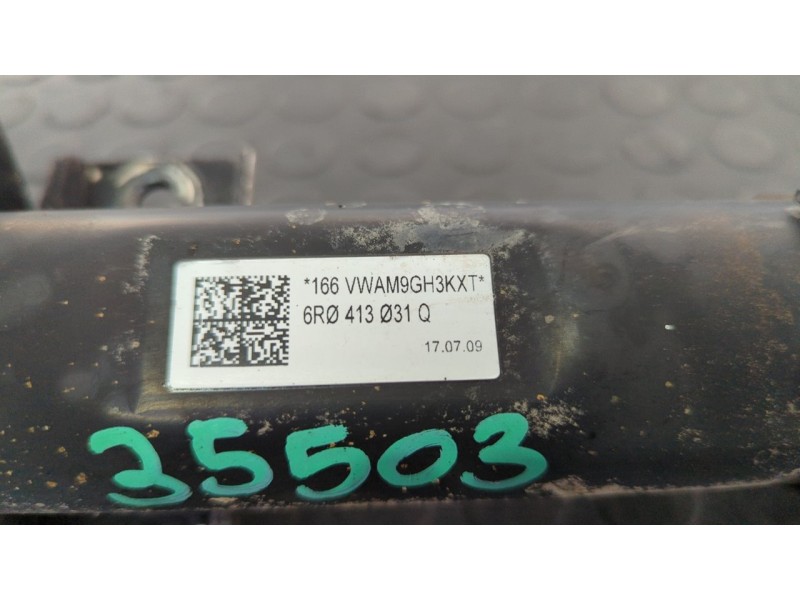 *166 VWAM9GH3KXT*
6RØ 413 Ø31 Q
17.07.09
35503